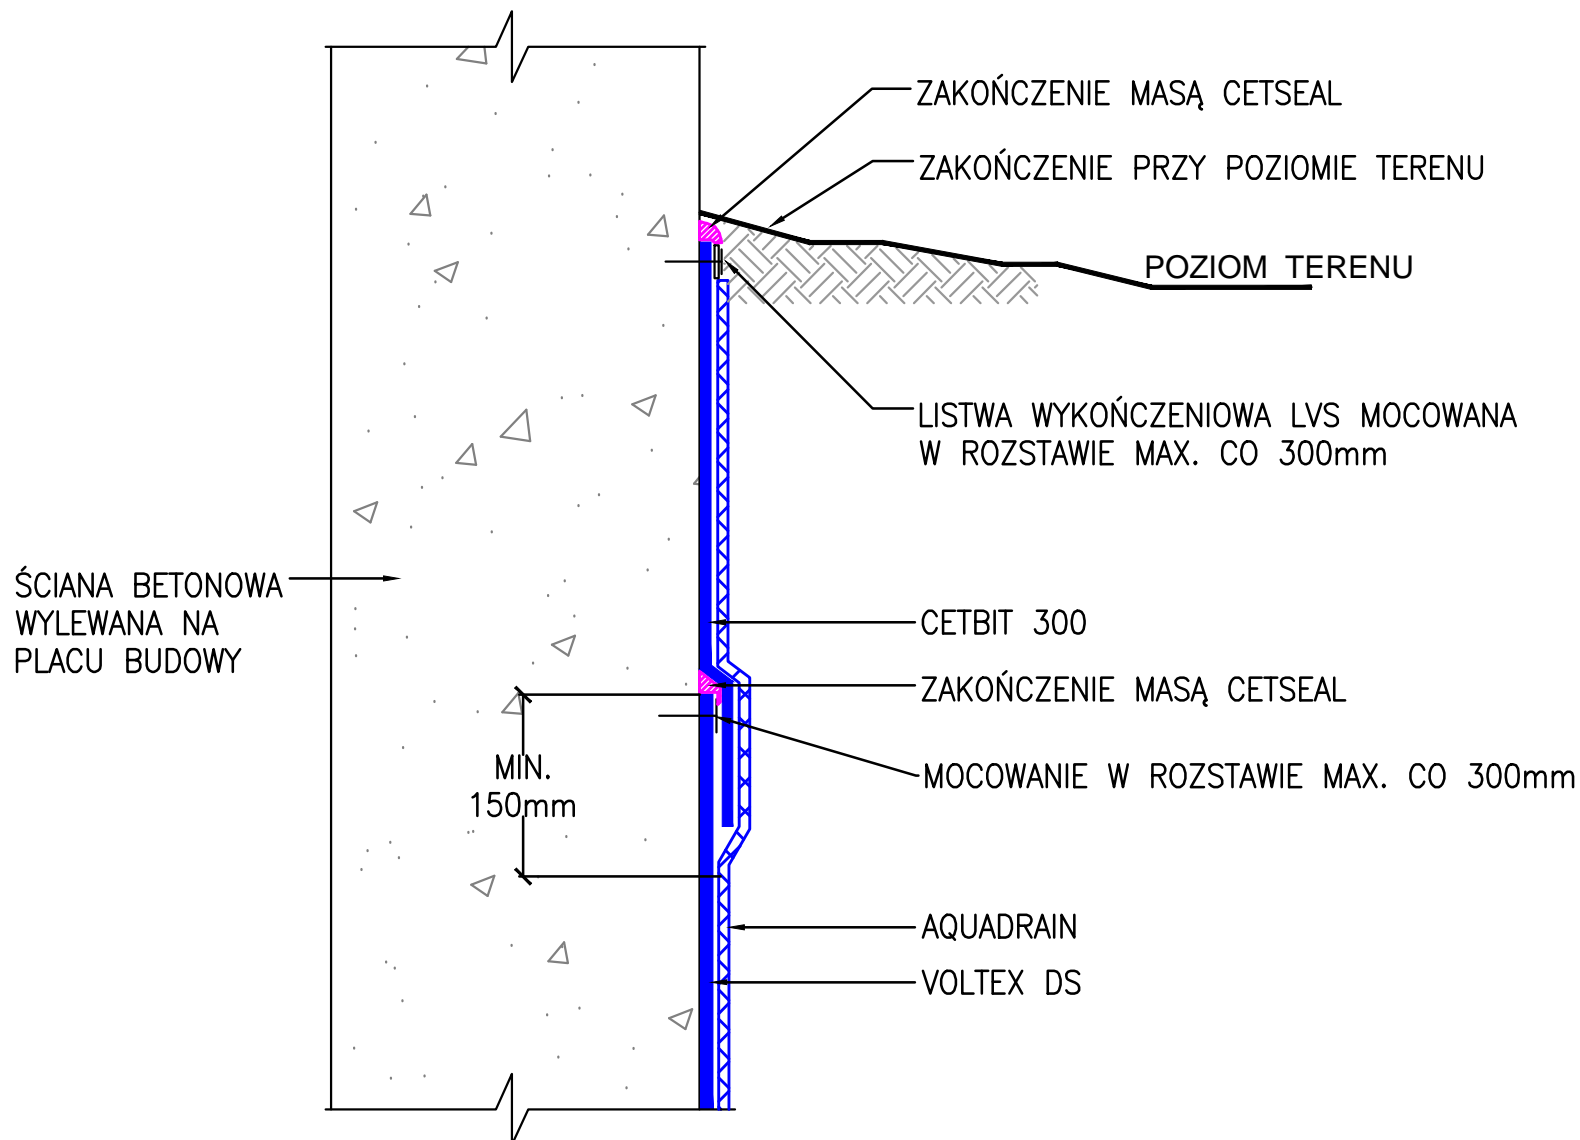 ZAKOŃCZENIE MASĄ CETSEAL
ZAKOŃCZENIE PRZY POZIOMIE TERENU
POZIOM TERENU
LISTWA WYKOŃCZENIOWA LVS MOCOWANA
W ROZSTAWIE MAX. CO 300mm
ŚCIANA BETONOWA
WYLEWANA NA
PLACU BUDOWY
CETBIT 300
ZAKOŃCZENIE MASĄ CETSEAL
MIN.
150mm
MOCOWANIE W ROZSTAWIE MAX. CO 300mm
AQUADRAIN
VOLTEX DS